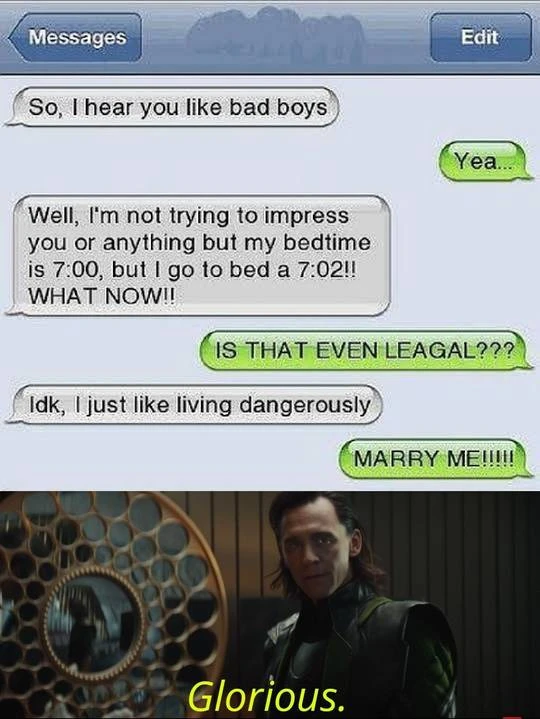 Messages
Edit
So, I hear you like bad boys
Yea...
Well, I'm not trying to impress
you or anything but my bedtime
is 7:00, but I go to bed a 7:02!!
WHAT NOW!!
IS THAT EVEN LEAGAL???
Idk, I just like living dangerously
MARRY ME!!!!!
Glorious.